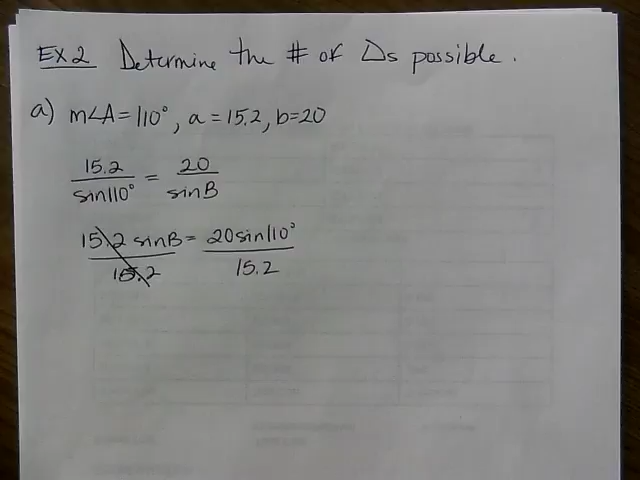 EX 2 Determine the # of Δs possible.
a) m∠A = 110°, a = 15.2, b = 20
15.2/sin110° = 20/sinB
15.2 sinB/15.2 = 20sin110°/15.2